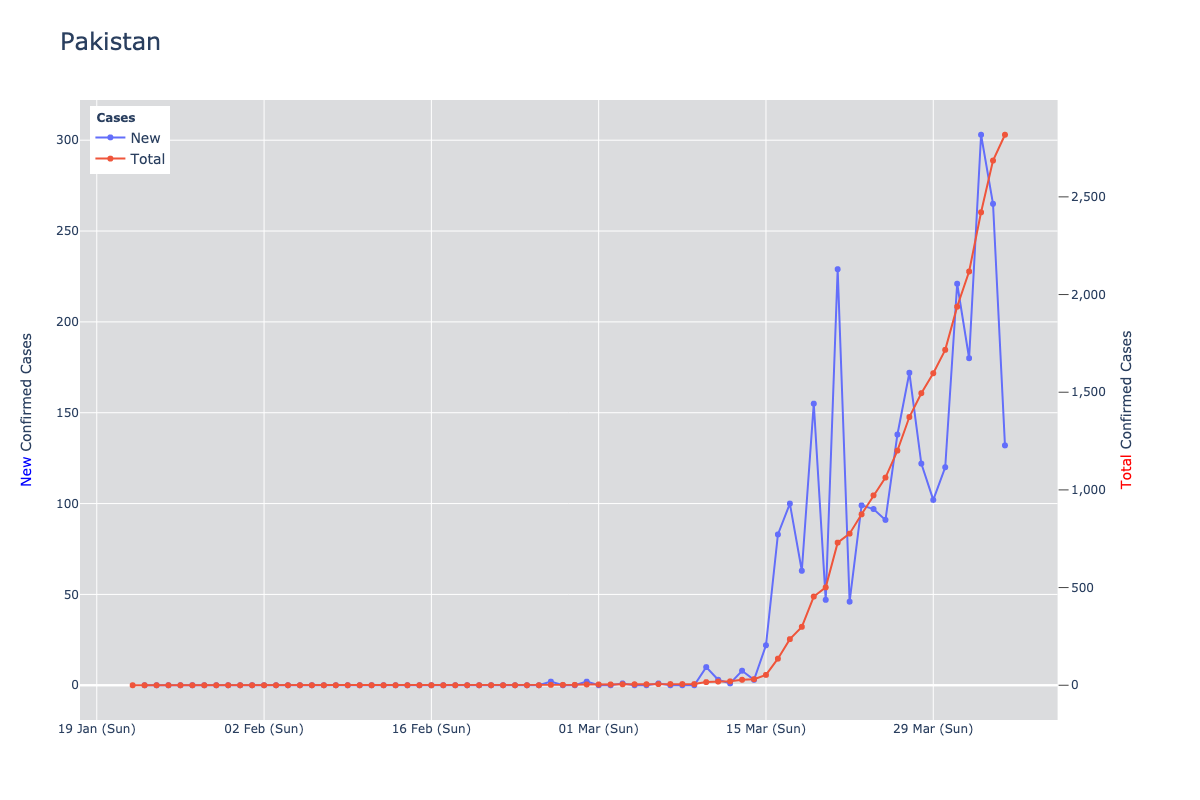 Pakistan
Cases
New
Total
300
250
200
150
100
50
0
2,500
2,000
1,500
1,000
500
0
New Confirmed Cases
Total Confirmed Cases
19 Jan (Sun)
02 Feb (Sun)
16 Feb (Sun)
01 Mar (Sun)
15 Mar (Sun)
29 Mar (Sun)